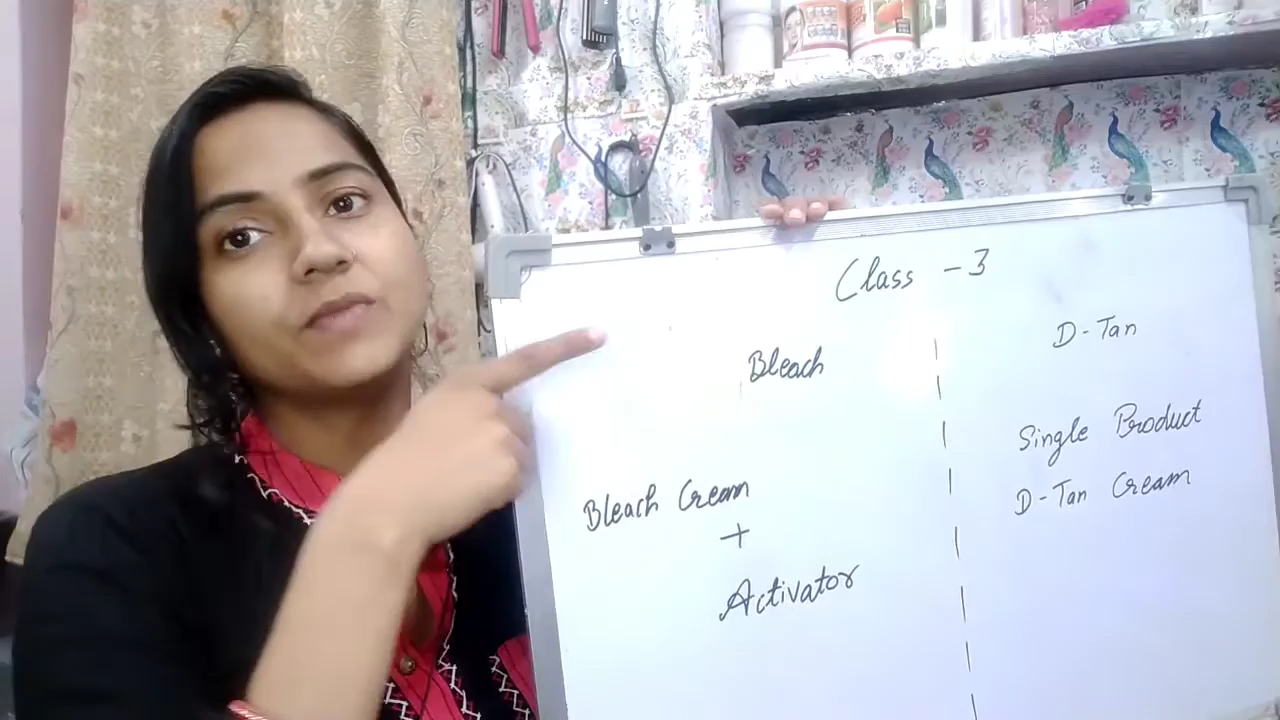 Class - 3
Bleach
Bleach Cream
+
Activator
D-Tan
Single Product
D-Tan Cream